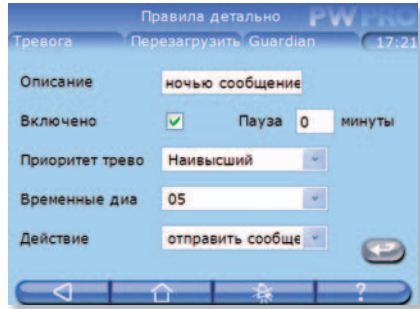 Правила детально PWPRO
Тревога Перезагрузить Guardian 17:21
Описание ночью сообщение
Включено Пауза 0 минуты
Приоритет трево Наивысший
Временные диа 05
Действие отправить сообще
?